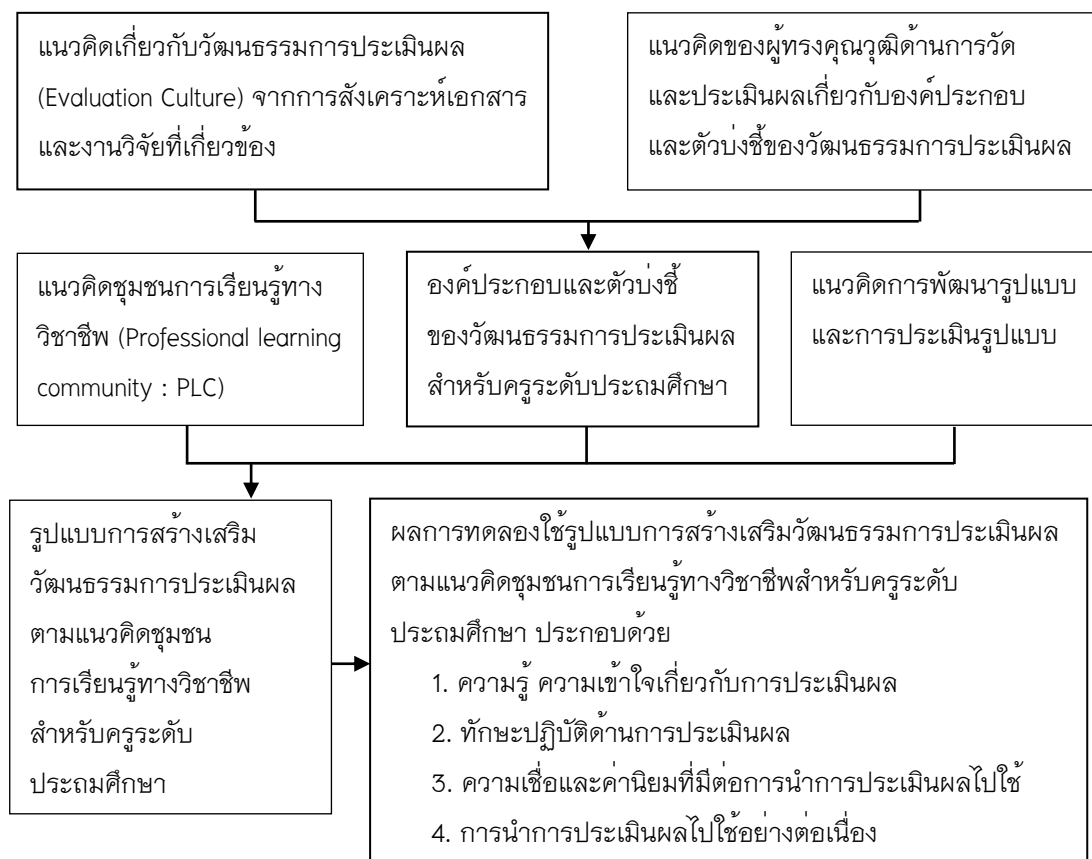 แนวคิดเกี่ยวกับวัฒนธรรมการประเมินผล
(Evaluation Culture) จากการสังเคราะห์เอกสาร
และงานวิจัยที่เกี่ยวข้อง
แนวคิดของผู้ทรงคุณวุฒิด้านการวัด
และประเมินผลเกี่ยวกับองค์ประกอบ
และตัวบ่งชี้ของวัฒนธรรมการประเมินผล
แนวคิดชุมชนการเรียนรู้ทาง
วิชาชีพ (Professional learning
community : PLC)
องค์ประกอบและตัวบ่งชี้
ของวัฒนธรรมการประเมินผล
สำหรับครูระดับประถมศึกษา
แนวคิดการพัฒนารูปแบบ
และการประเมินรูปแบบ
รูปแบบการสร้างเสริม
วัฒนธรรมการประเมินผล
ตามแนวคิดชุมชน
การเรียนรู้ทางวิชาชีพ
สำหรับครูระดับ
ประถมศึกษา
ผลการทดลองใช้รูปแบบการสร้างเสริมวัฒนธรรมการประเมินผล
ตามแนวคิดชุมชนการเรียนรู้ทางวิชาชีพสำหรับครูระดับ
ประถมศึกษา ประกอบด้วย
1. ความรู้ ความเข้าใจเกี่ยวกับการประเมินผล
2. ทักษะปฏิบัติด้านการประเมินผล
3. ความเชื่อและค่านิยมที่มีต่อการนำการประเมินผลไปใช้
4. การนำการประเมินผลไปใช้อย่างต่อเนื่อง